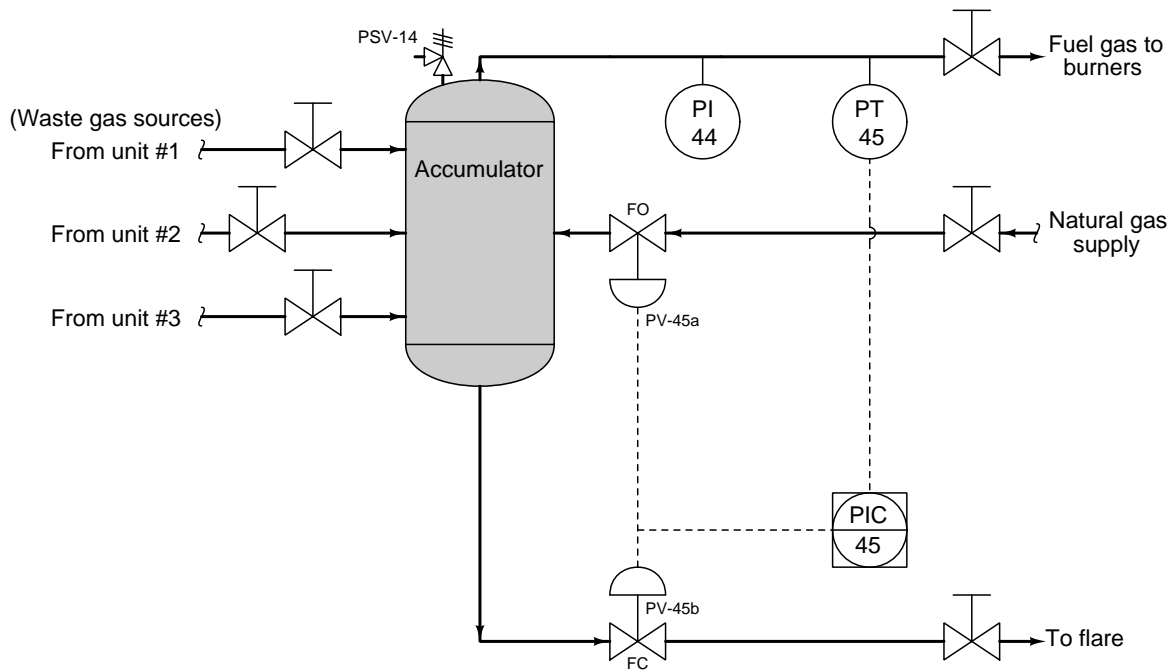 PSV-14
Fuel gas to
burners
PI
44
PT
45
(Waste gas sources)
From unit #1
Accumulator
From unit #2
FO
Natural gas
supply
From unit #3
PV-45a
PIC
45
PV-45b
FC
To flare